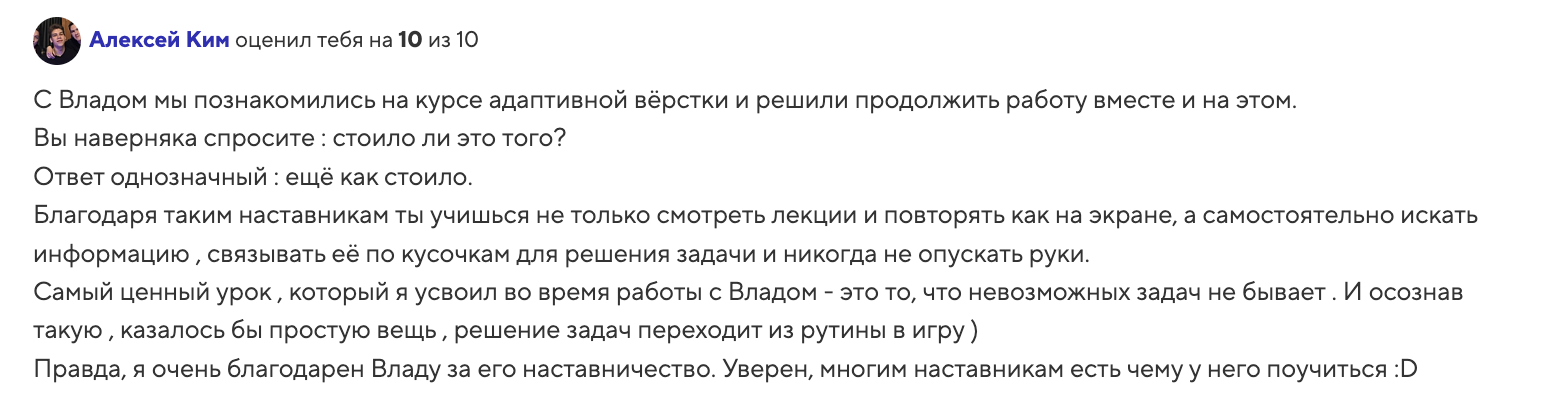 Алексей Ким оценил тебя на 10 из 10
С Владом мы познакомились на курсе адаптивной вёрстки и решили продолжить работу вместе и на этом.
Вы наверняка спросите : стоило ли это того?
Ответ однозначный : ещё как стоило.
Благодаря таким наставникам ты учишься не только смотреть лекции и повторять как на экране, а самостоятельно искать
информацию , связывать её по кусочкам для решения задачи и никогда не опускать руки.
Самый ценный урок , который я усвоил во время работы с Владом - это то, что невозможных задач не бывает . И осознав
такую , казалось бы простую вещь , решение задач переходит из рутины в игру )
Правда, я очень благодарен Владу за его наставничество. Уверен, многим наставникам есть чему у него поучиться :D